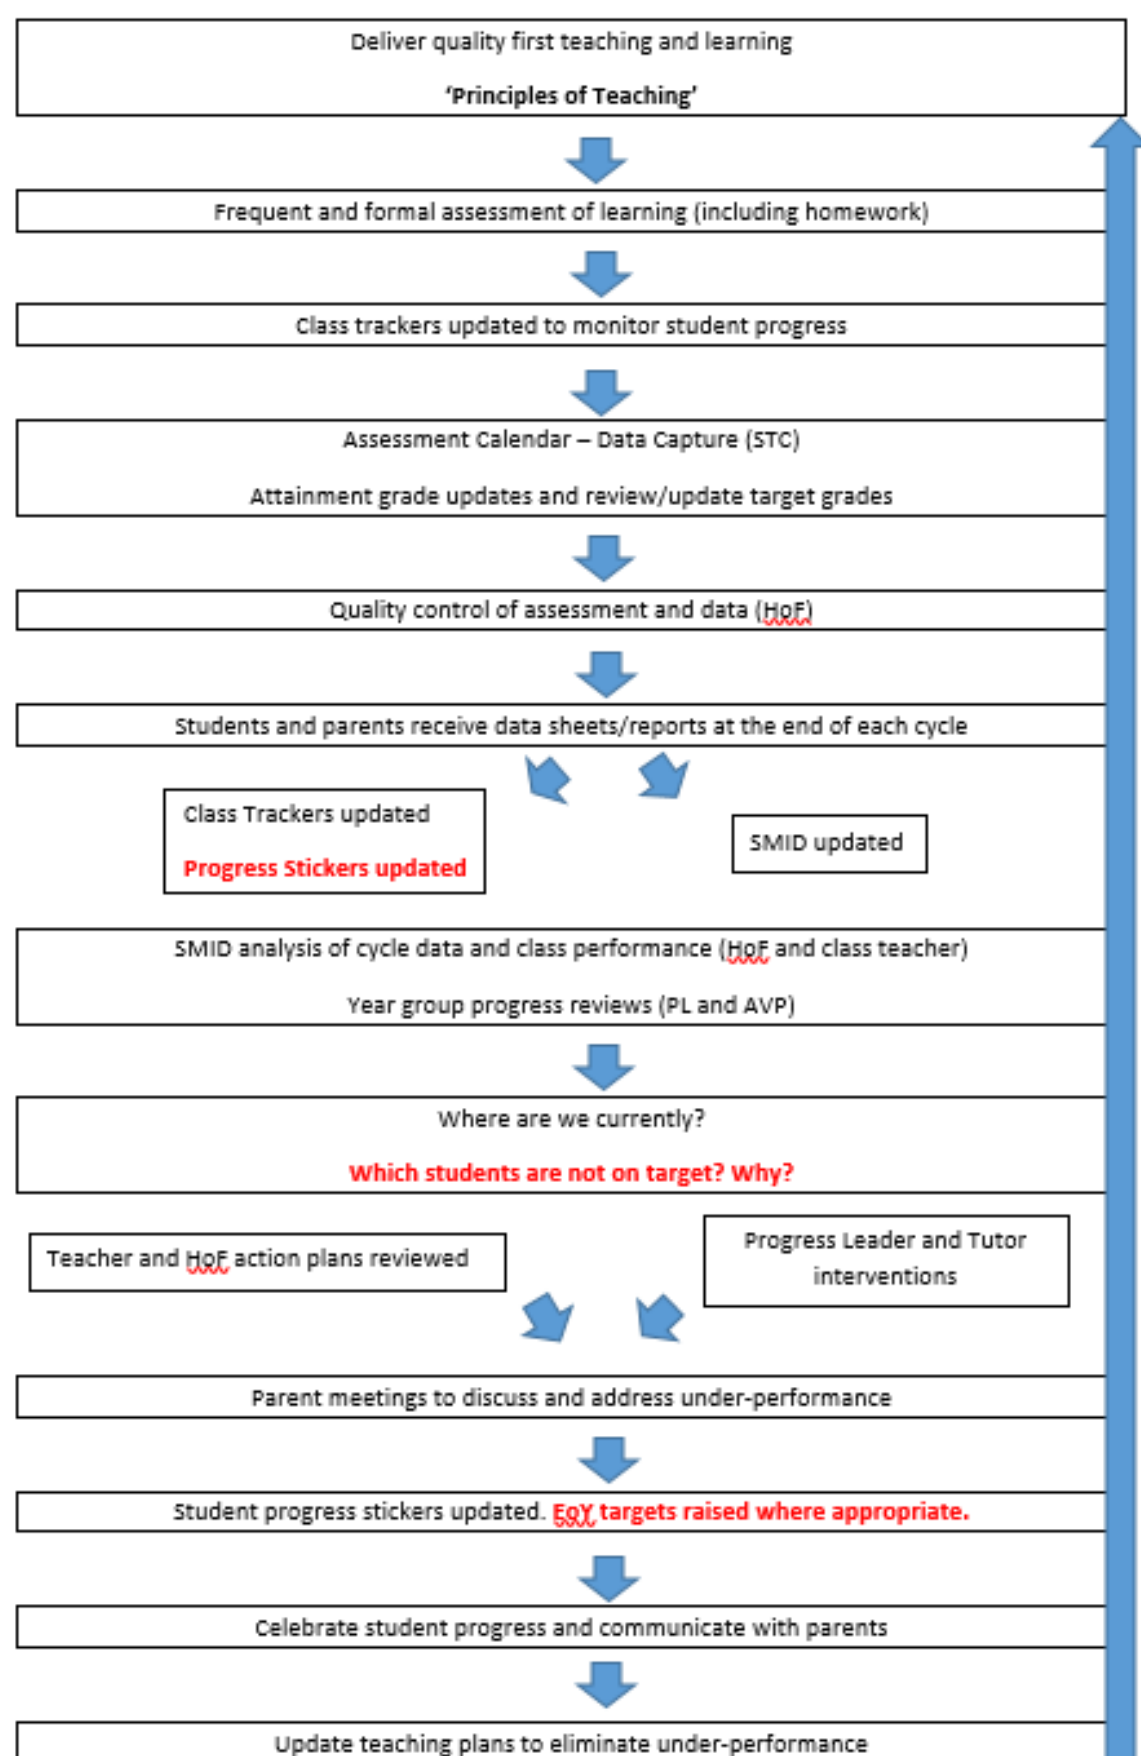 Deliver quality first teaching and learning
‘Principles of Teaching’
Frequent and formal assessment of learning (including homework)
Class trackers updated to monitor student progress
Assessment Calendar – Data Capture (STC)
Attainment grade updates and review/update target grades
Quality control of assessment and data (HoF)
Students and parents receive data sheets/reports at the end of each cycle
Class Trackers updated
Progress Stickers updated
SMID updated
SMID analysis of cycle data and class performance (HoF and class teacher)
Year group progress reviews (PL and AVP)
Where are we currently?
Which students are not on target? Why?
Teacher and HoF action plans reviewed
Progress Leader and Tutor
interventions
Parent meetings to discuss and address under-performance
Student progress stickers updated. EoY targets raised where appropriate.
Celebrate student progress and communicate with parents
Update teaching plans to eliminate under-performance